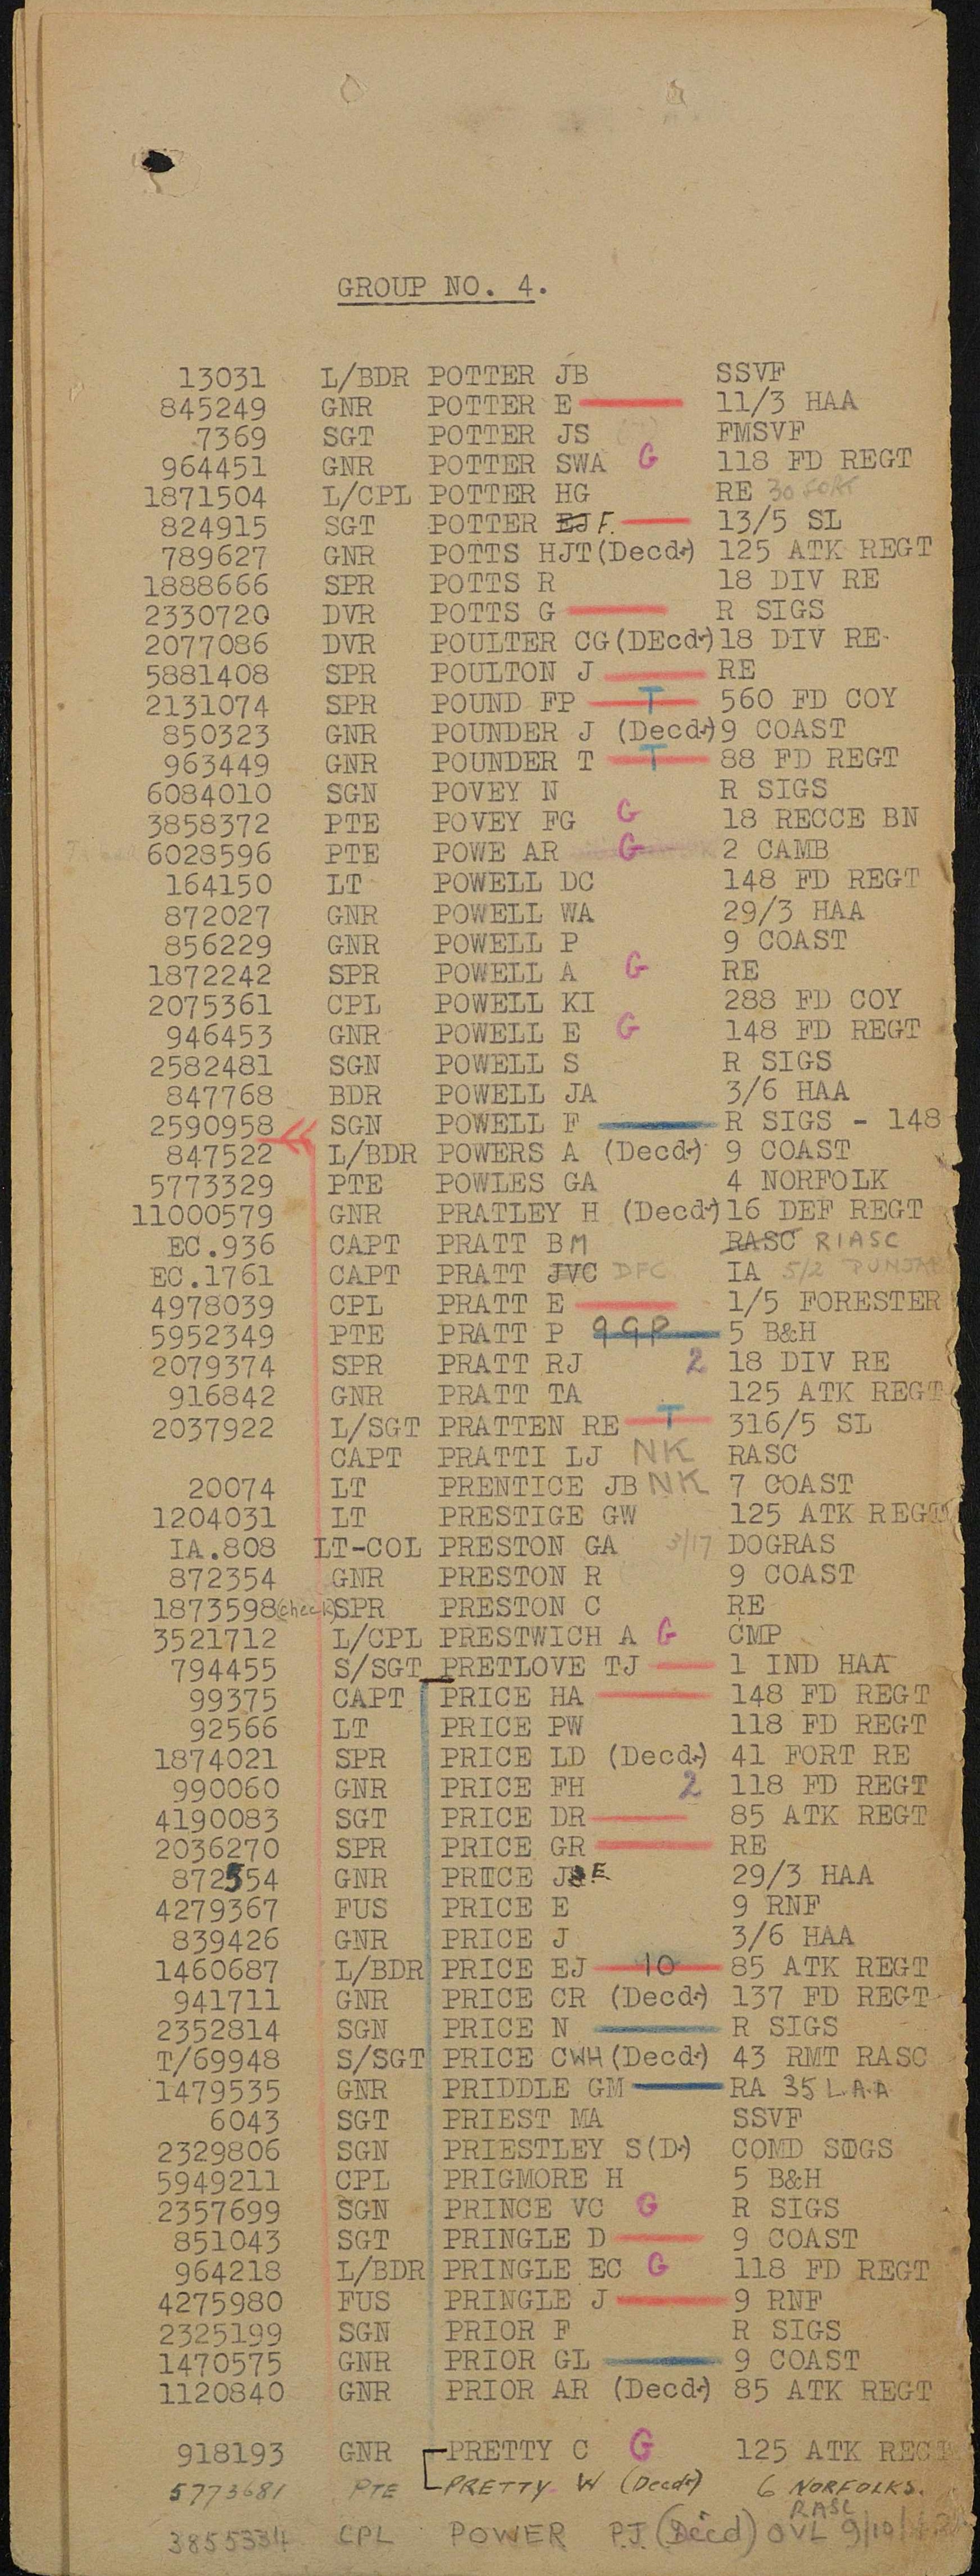 GROUP NO. 4.
13031 L/BDR POTTER JB SSVF
845249 GNR POTTER E 11/3 HAA
7369 SGT POTTER JS FMSVF
964451 GNR POTTER SWA G 118 FD REGT
1871504 L/CPL POTTER HG RE 30 FORT
824915 SGT POTTER EJ F. 13/5 SL
789627 GNR POTTS HJT(Decd.) 125 ATK REGT
1888666 SPR POTTS R 18 DIV RE
2330720 DVR POTTS G R SIGS
2077086 DVR POULTER CG(DEcd.) 18 DIV RE
5881408 SPR POULTON J RE
2131074 SPR POUND FP T 560 FD COY
850323 GNR POUNDER J (Decd.) 9 COAST
963449 GNR POUNDER T T 88 FD REGT
6084010 SGN POVEY N R SIGS
3858372 PTE POVEY FG G 18 RECCE BN
6028596 PTE POWE AR G 2 CAMB
164150 LT POWELL DC 148 FD REGT
872027 GNR POWELL WA 29/3 HAA
856229 GNR POWELL P 9 COAST
1872242 SPR POWELL A G RE
2075361 CPL POWELL KI 288 FD COY
946453 GNR POWELL E G 148 FD REGT
2582481 SGN POWELL S R SIGS
847768 BDR POWELL JA 3/6 HAA
2590958 SGN POWELL F R SIGS - 148
847522 L/BDR POWERS A (Decd.) 9 COAST
5773329 PTE POWLES GA 4 NORFOLK
11000579 GNR PRATLEY H (Decd.) 16 DEF REGT
EC.936 CAPT PRATT BM RASC RIASC
EC.1761 CAPT PRATT JVC DFC IA 5/2 PUNJAB
4978039 CPL PRATT E 1/5 FORESTER
5952349 PTE PRATT P 99P 5 B&H
2079374 SPR PRATT RJ 2 18 DIV RE
916842 GNR PRATT TA 125 ATK REGT
2037922 L/SGT PRATTEN RE T 316/5 SL
CAPT PRATTI LJ NK RASC
20074 LT PRENTICE JB NK 7 COAST
1204031 LT PRESTIGE GW 125 ATK REGT
IA.808 LT-COL PRESTON GA 3/17 DOGRAS
872354 GNR PRESTON R 9 COAST
1873598(check) SPR PRESTON C RE
3521712 L/CPL PRESTWICH A G CMP
794455 S/SGT PRETLOVE TJ 1 IND HAA
99375 CAPT PRICE HA 148 FD REGT
92566 LT PRICE PW 118 FD REGT
1874021 SPR PRICE LD (Decd.) 41 FORT RE
990060 GNR PRICE FH 2 118 FD REGT
4190083 SGT PRICE DR 85 ATK REGT
2036270 SPR PRICE GR RE
872554 GNR PRICE J E 29/3 HAA
4279367 FUS PRICE E 9 RNF
839426 GNR PRICE J 3/6 HAA
1460687 L/BDR PRICE EJ 10 85 ATK REGT
941711 GNR PRICE CR (Decd.) 137 FD REGT
2352814 SGN PRICE N R SIGS
T/69948 S/SGT PRICE CWH(Decd.) 43 RMT RASC
1479535 GNR PRIDDLE GM RA 35 L.A.A
6043 SGT PRIEST MA SSVF
2329806 SGN PRIESTLEY S(D.) COMD SIGS
5949211 CPL PRIGMORE H 5 B&H
2357699 SGN PRINCE VC G R SIGS
851043 SGT PRINGLE D 9 COAST
964218 L/BDR PRINGLE EC G 118 FD REGT
4275980 FUS PRINGLE J 9 RNF
2325199 SGN PRIOR F R SIGS
1470575 GNR PRIOR GL 9 COAST
1120840 GNR PRIOR AR (Decd.) 85 ATK REGT
918193 GNR PRETTY C G 125 ATK REGT
5773681 PTE PRETTY W (Decd.) 6 NORFOLKS.
3855334 CPL POWER PJ (Decd) RASC OVL 9/10